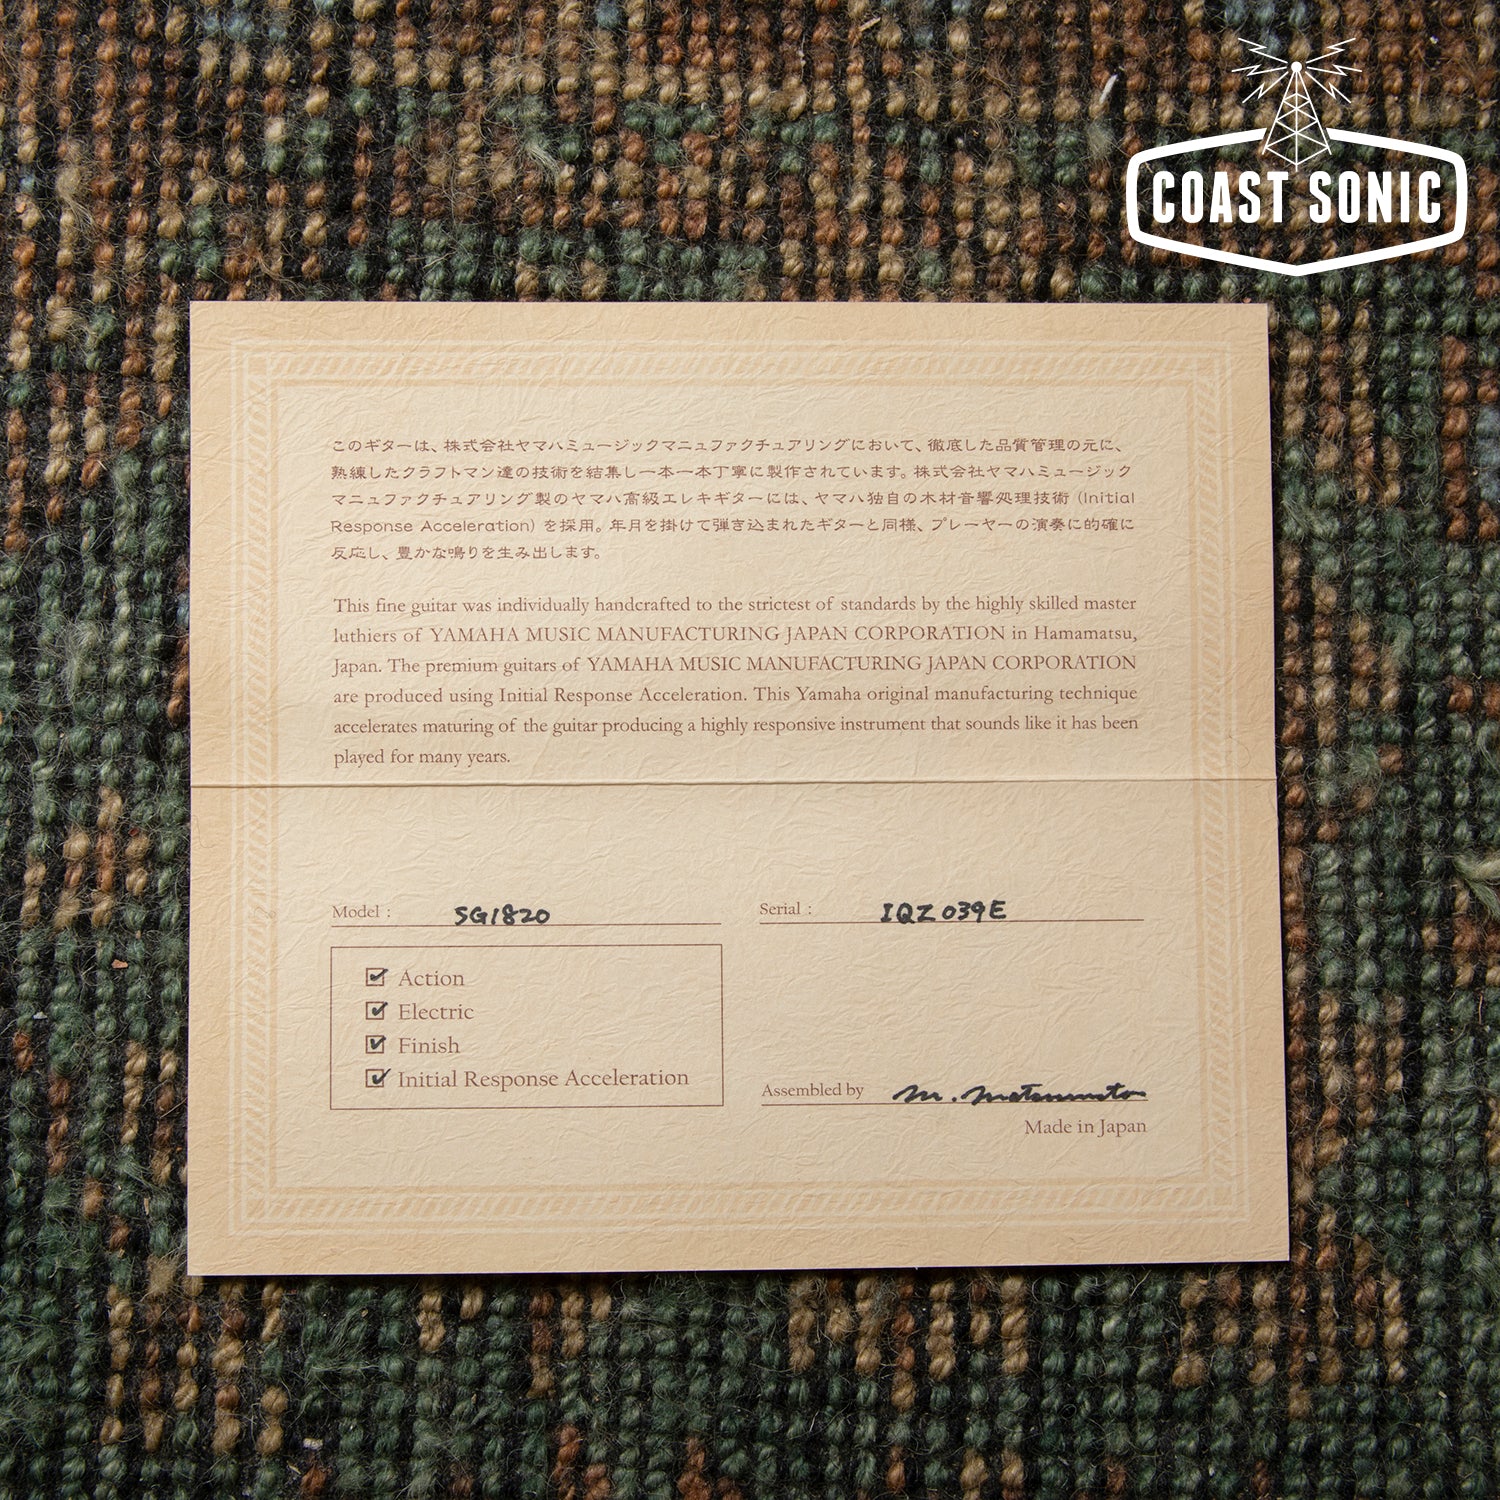 COAST SONIC
このギターは、株式会社ヤマハミュージックマニュファクチュアリングにおいて、徹底した品質管理の元に、
熟練したクラフトマン達の技術を結集し一本一本丁寧に製作されています。株式会社ヤマハミュージック
マニュファクチュアリング製のヤマハ高級エレキギターには、ヤマハ独自の木材音響処理技術 (Initial
Response Acceleration) を採用。年月を掛けて弾き込まれたギターと同様、プレーヤーの演奏に的確に
反応し、豊かな鳴りを生み出します。
This fine guitar was individually handcrafted to the strictest of standards by the highly skilled master
luthiers of YAMAHA MUSIC MANUFACTURING JAPAN CORPORATION in Hamamatsu,
Japan. The premium guitars of YAMAHA MUSIC MANUFACTURING JAPAN CORPORATION
are produced using Initial Response Acceleration. This Yamaha original manufacturing technique
accelerates maturing of the guitar producing a highly responsive instrument that sounds like it has been
played for many years.
Model : SG1820
Serial : IQZ039E
Action
Electric
Finish
Initial Response Acceleration
Assembled by M. Matsumoto
Made in Japan